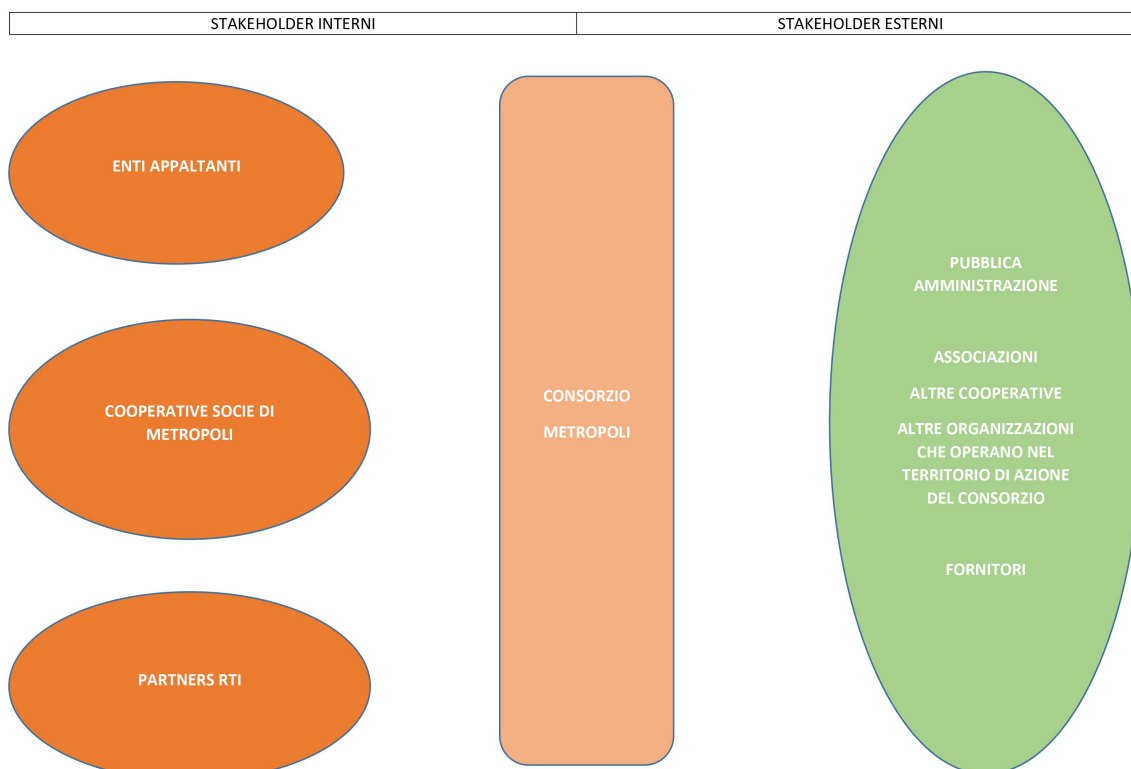 STAKEHOLDER INTERNI
STAKEHOLDER ESTERNI
ENTI APPALTANTI
COOPERATIVE SOCIE DI
METROPOLI
PARTNERS RTI
CONSORZIO
METROPOLI
PUBBLICA
AMMINISTRAZIONE
ASSOCIAZIONI
ALTRE COOPERATIVE
ALTRE ORGANIZZAZIONI
CHE OPERANO NEL
TERRITORIO DI AZIONE
DEL CONSORZIO
FORNITORI